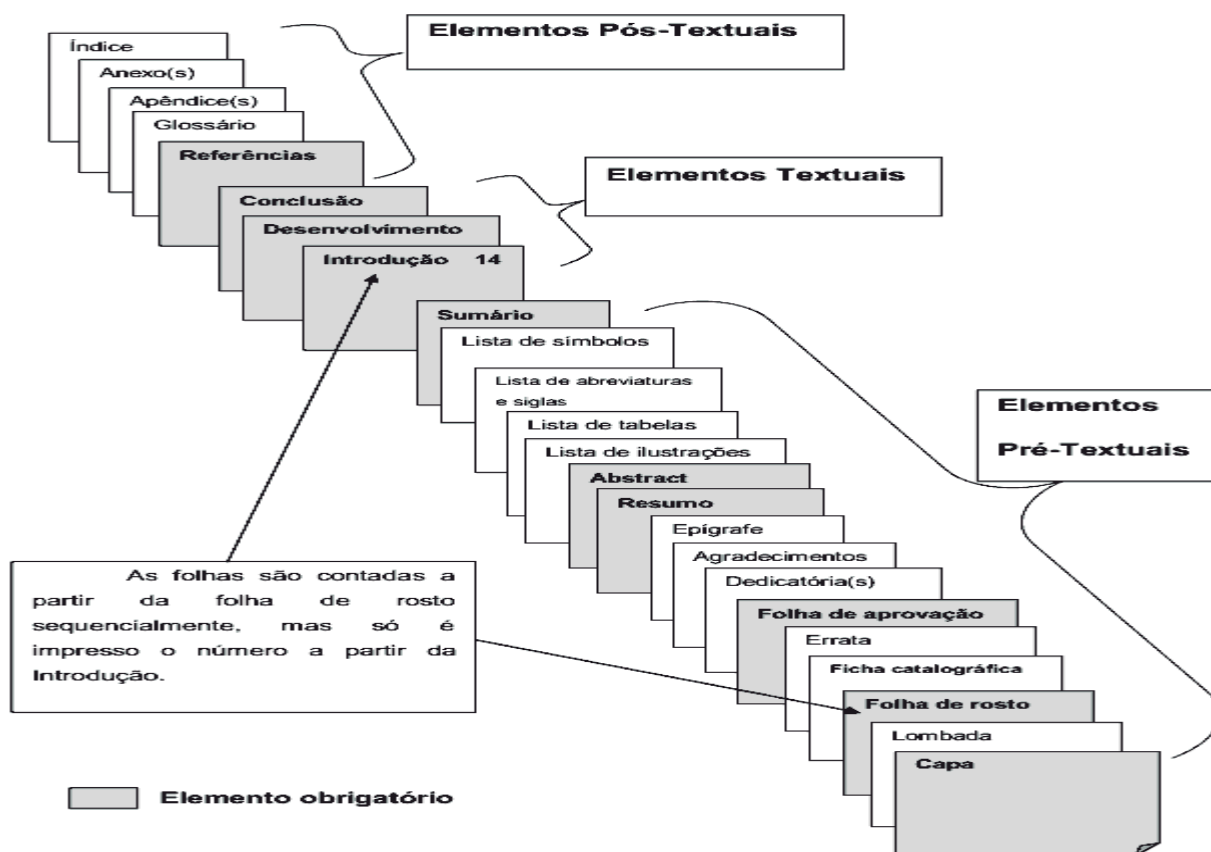 Elementos Pós-Textuais
Índice
Anexo(s)
Apêndice(s)
Glossário
Referências
Elementos Textuais
Conclusão
Desenvolvimento
Introdução 14
Sumário
Lista de símbolos
Lista de abreviaturas
e siglas
Lista de tabelas
Lista de ilustrações
Abstract
Resumo
Epígrafe
Agradecimentos
Dedicatória(s)
Folha de aprovação
Errata
Ficha catalográfica
Folha de rosto
Lombada
Capa
Elementos
Pré-Textuais
As folhas são contadas a
partir da folha de rosto
sequencialmente, mas só é
impresso o número a partir da
Introdução.
Elemento obrigatório